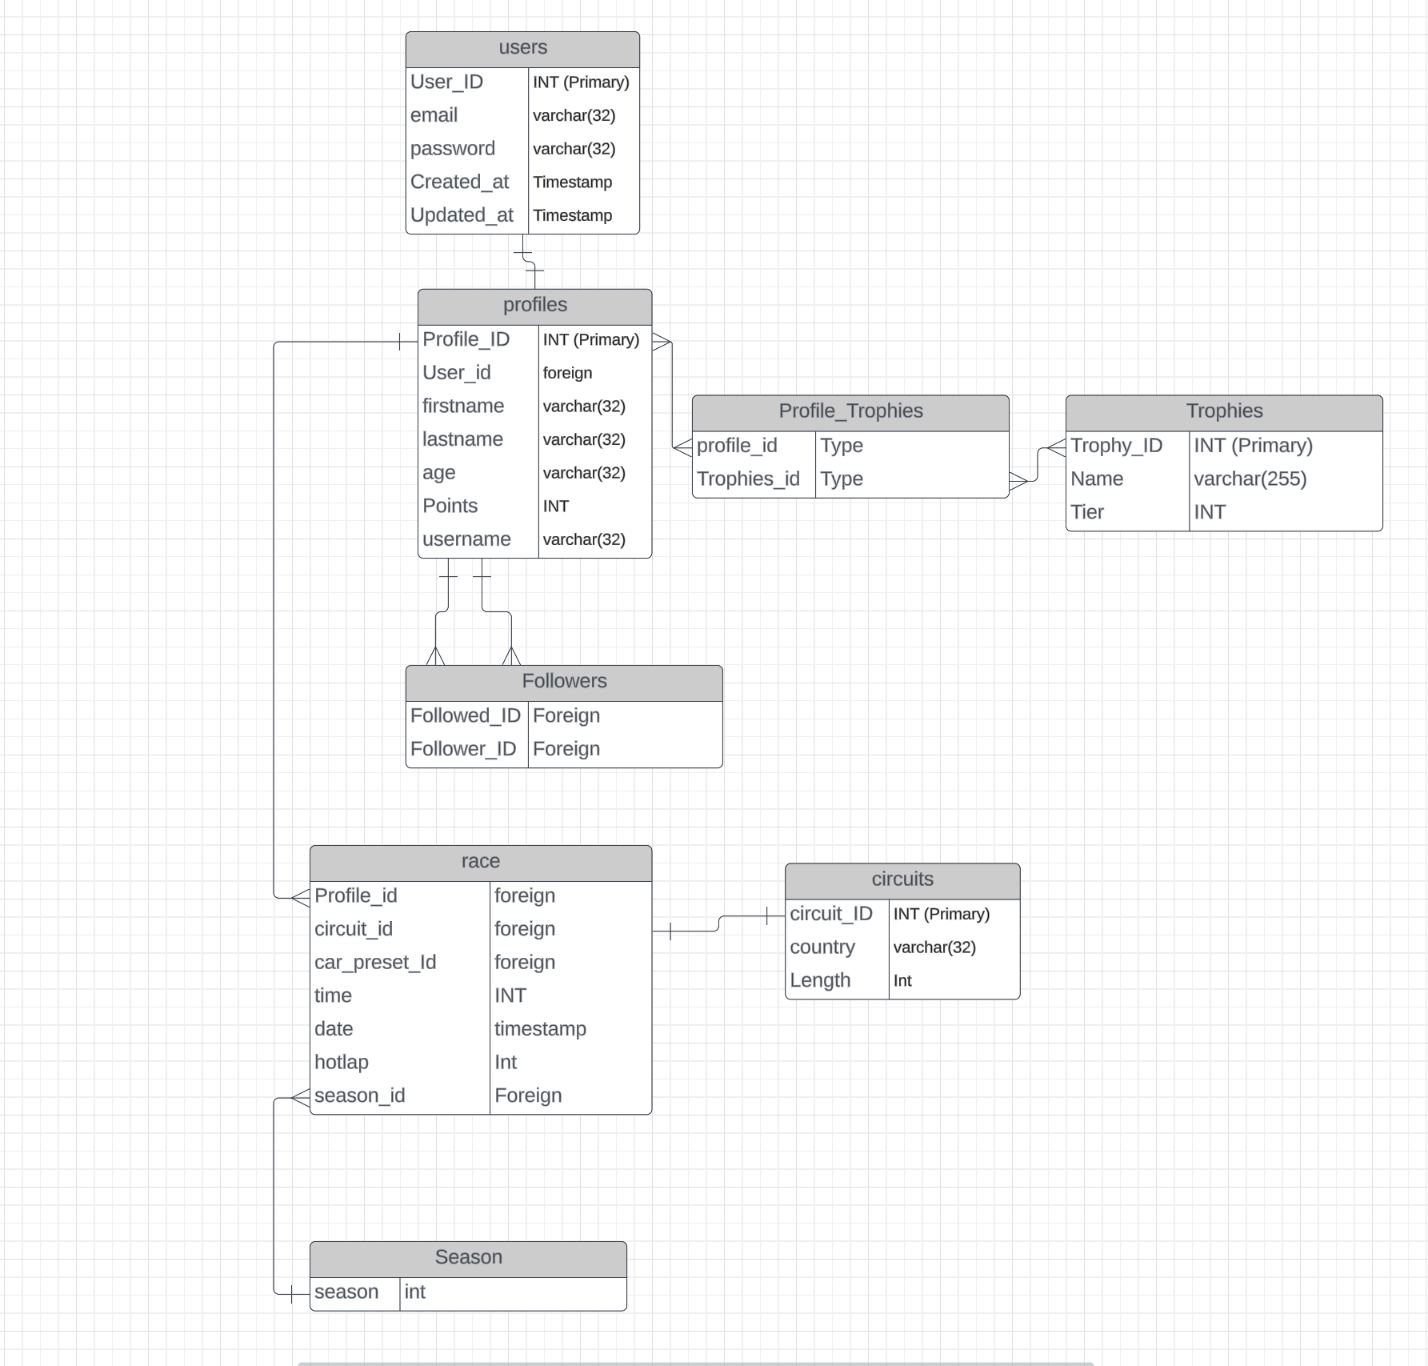 users
User_ID INT (Primary)
email varchar(32)
password varchar(32)
Created_at Timestamp
Updated_at Timestamp
profiles
Profile_ID INT (Primary)
User_id foreign
firstname varchar(32)
lastname varchar(32)
age varchar(32)
Points INT
username varchar(32)
Profile_Trophies
profile_id Type
Trophies_id Type
Trophies
Trophy_ID INT (Primary)
Name varchar(255)
Tier INT
Followers
Followed_ID Foreign
Follower_ID Foreign
race
Profile_id foreign
circuit_id foreign
car_preset_Id foreign
time INT
date timestamp
hotlap Int
season_id Foreign
circuits
circuit_ID INT (Primary)
country varchar(32)
Length Int
Season
season int